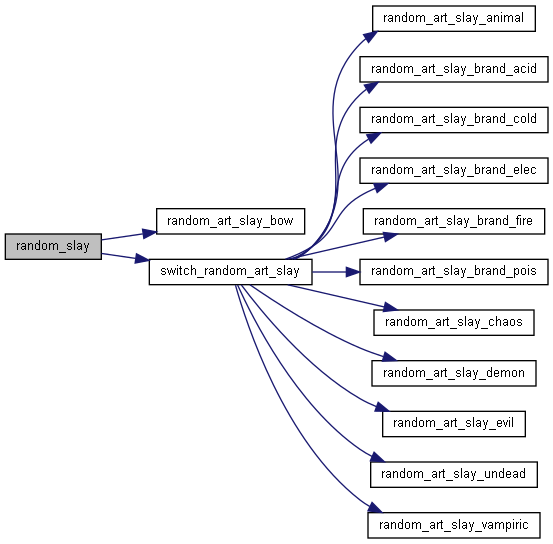 random_slay
random_art_slay_bow
switch_random_art_slay
random_art_slay_animal
random_art_slay_brand_acid
random_art_slay_brand_cold
random_art_slay_brand_elec
random_art_slay_brand_fire
random_art_slay_brand_pois
random_art_slay_chaos
random_art_slay_demon
random_art_slay_evil
random_art_slay_undead
random_art_slay_vampiric